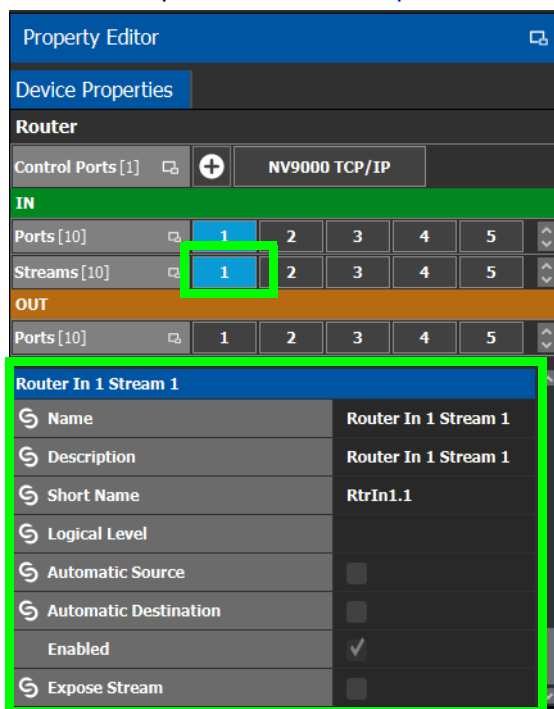 Property Editor
Device Properties
Router
Control Ports [1] NV9000 TCP/IP
IN
Ports [10] 1 2 3 4 5
Streams [10] 1 2 3 4 5
OUT
Ports [10] 1 2 3 4 5
Router In 1 Stream 1
Name Router In 1 Stream 1
Description Router In 1 Stream 1
Short Name RtrIn1.1
Logical Level
Automatic Source
Automatic Destination
Enabled
Expose Stream